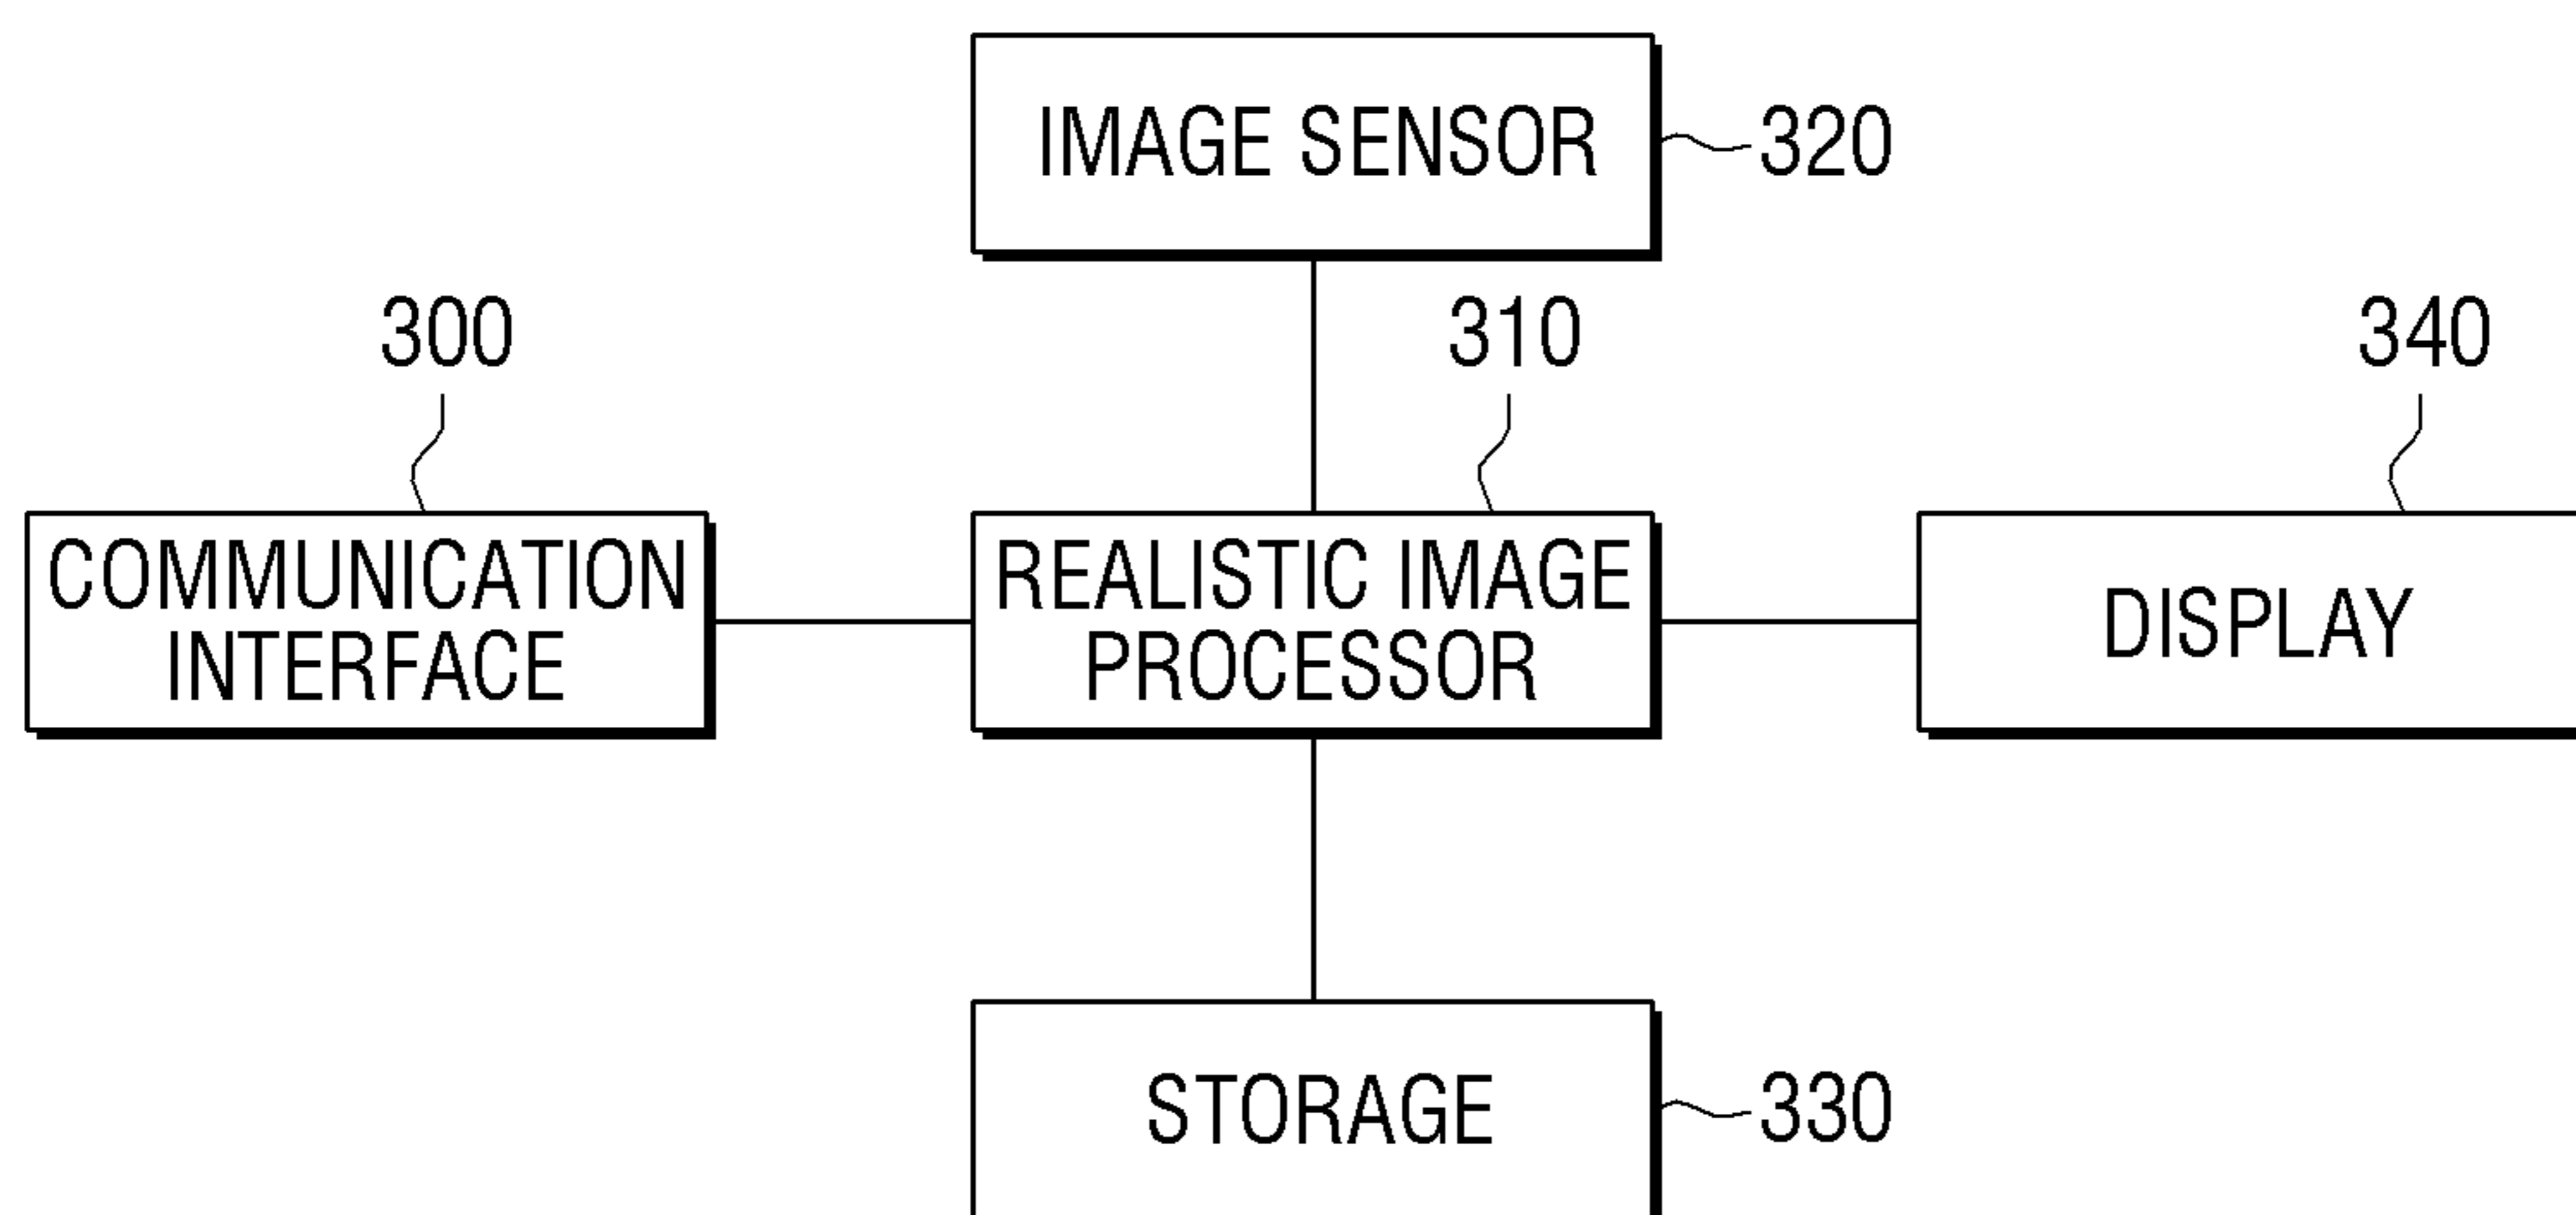 IMAGE SENSOR
320
300
310
340
COMMUNICATION
INTERFACE
REALISTIC IMAGE
PROCESSOR
DISPLAY
STORAGE
330